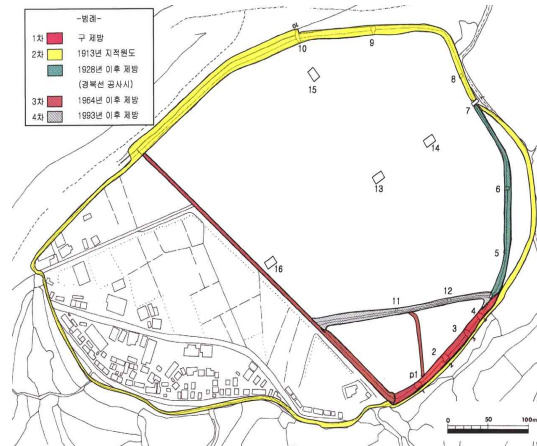 -범례-
1차 구 제방
2차 1913년 지적원도
1928년 이후 제방
(경북선 공사시)
3차 1964년 이후 제방
4차 1993년 이후 제방
10
9
8
15
7
14
13
6
5
16
11
12
4
3
2
p1
0 50 100m